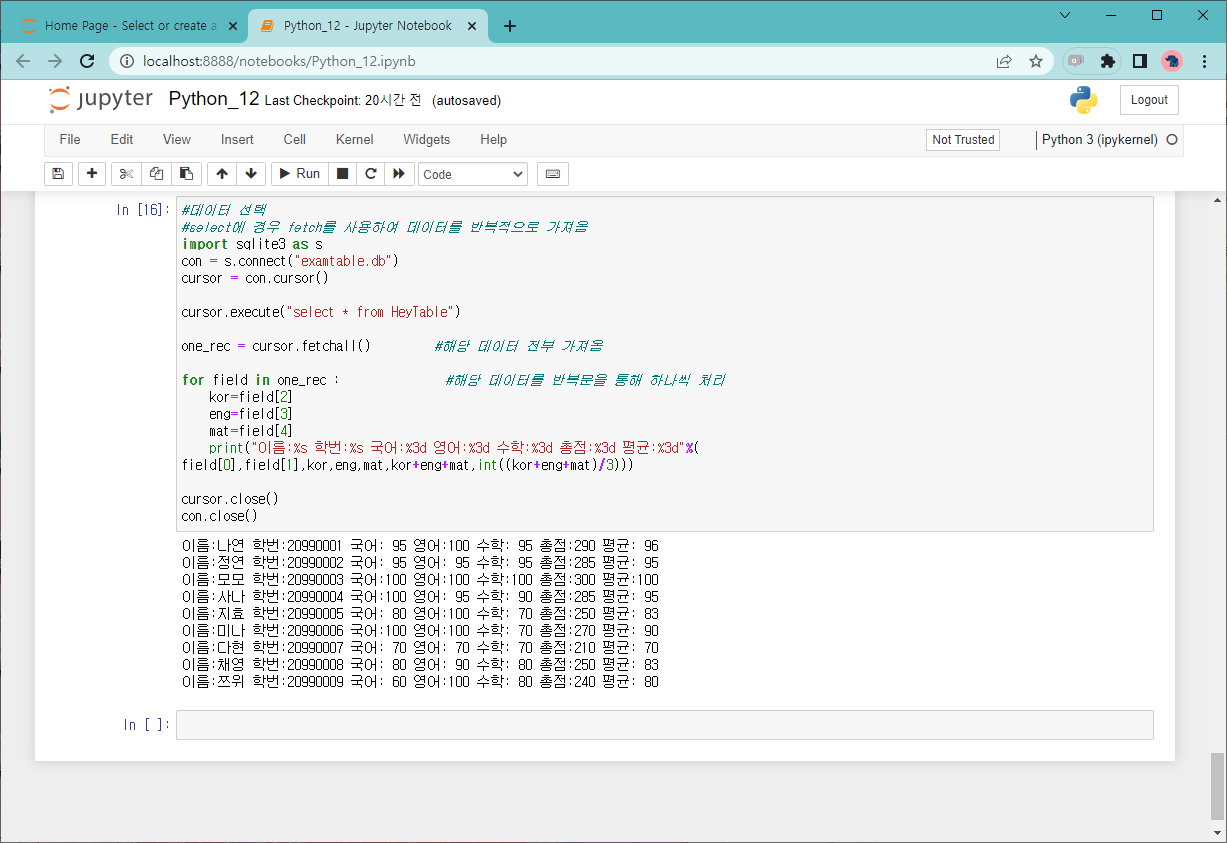 Home Page - Select or create a
Python_12 - Jupyter Notebook
localhost:8888/notebooks/Python_12.ipynb
jupyter Python_12 Last Checkpoint: 20시간 전 (autosaved)
Logout
File Edit View Insert Cell Kernel Widgets Help
Not Trusted
Python 3 (ipykernel)
Run
Code
In [16]:
#데이터 선택
#select에 경우 fetch를 사용하여 데이터를 반복적으로 가져옴
import sqlite3 as s
con = s.connect("examtable.db")
cursor = con.cursor()
cursor.execute("select * from HeyTable")
one_rec = cursor.fetchall() #해당 데이터 전부 가져옴
for field in one_rec : #해당 데이터를 반복문을 통해 하나씩 처리
kor=field[2]
eng=field[3]
mat=field[4]
print("이름:%s 학번:%s 국어:%3d 영어:%3d 수학:%3d 총점:%3d 평균:%3d"%(
field[0],field[1],kor,eng,mat,kor+eng+mat,int((kor+eng+mat)/3)))
cursor.close()
con.close()
이름:나연 학번:20990001 국어: 95 영어:100 수학: 95 총점:290 평균: 96
이름:정연 학번:20990002 국어: 95 영어: 95 수학: 95 총점:285 평균: 95
이름:모모 학번:20990003 국어:100 영어:100 수학:100 총점:300 평균:100
이름:사나 학번:20990004 국어:100 영어: 95 수학: 90 총점:285 평균: 95
이름:지효 학번:20990005 국어: 80 영어:100 수학: 70 총점:250 평균: 83
이름:미나 학번:20990006 국어:100 영어:100 수학: 70 총점:270 평균: 90
이름:다현 학번:20990007 국어: 70 영어: 70 수학: 70 총점:210 평균: 70
이름:채영 학번:20990008 국어: 80 영어: 90 수학: 80 총점:250 평균: 83
이름:쯔위 학번:20990009 국어: 60 영어:100 수학: 80 총점:240 평균: 80
In [ ]: